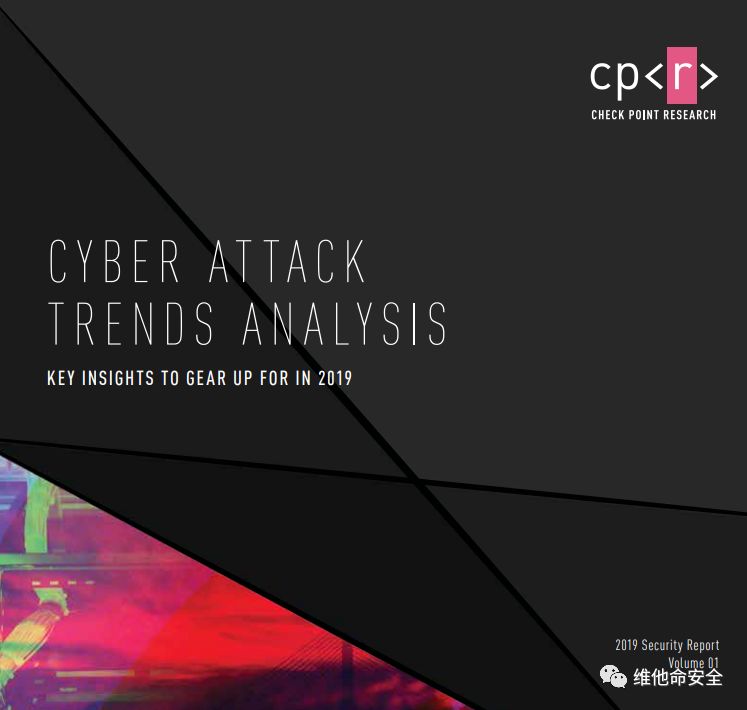 cp<r>
CHECK POINT RESEARCH
CYBER ATTACK
TRENDS ANALYSIS
KEY INSIGHTS TO GEAR UP FOR IN 2019
2019 Security Report
Volume 01
维他命安全